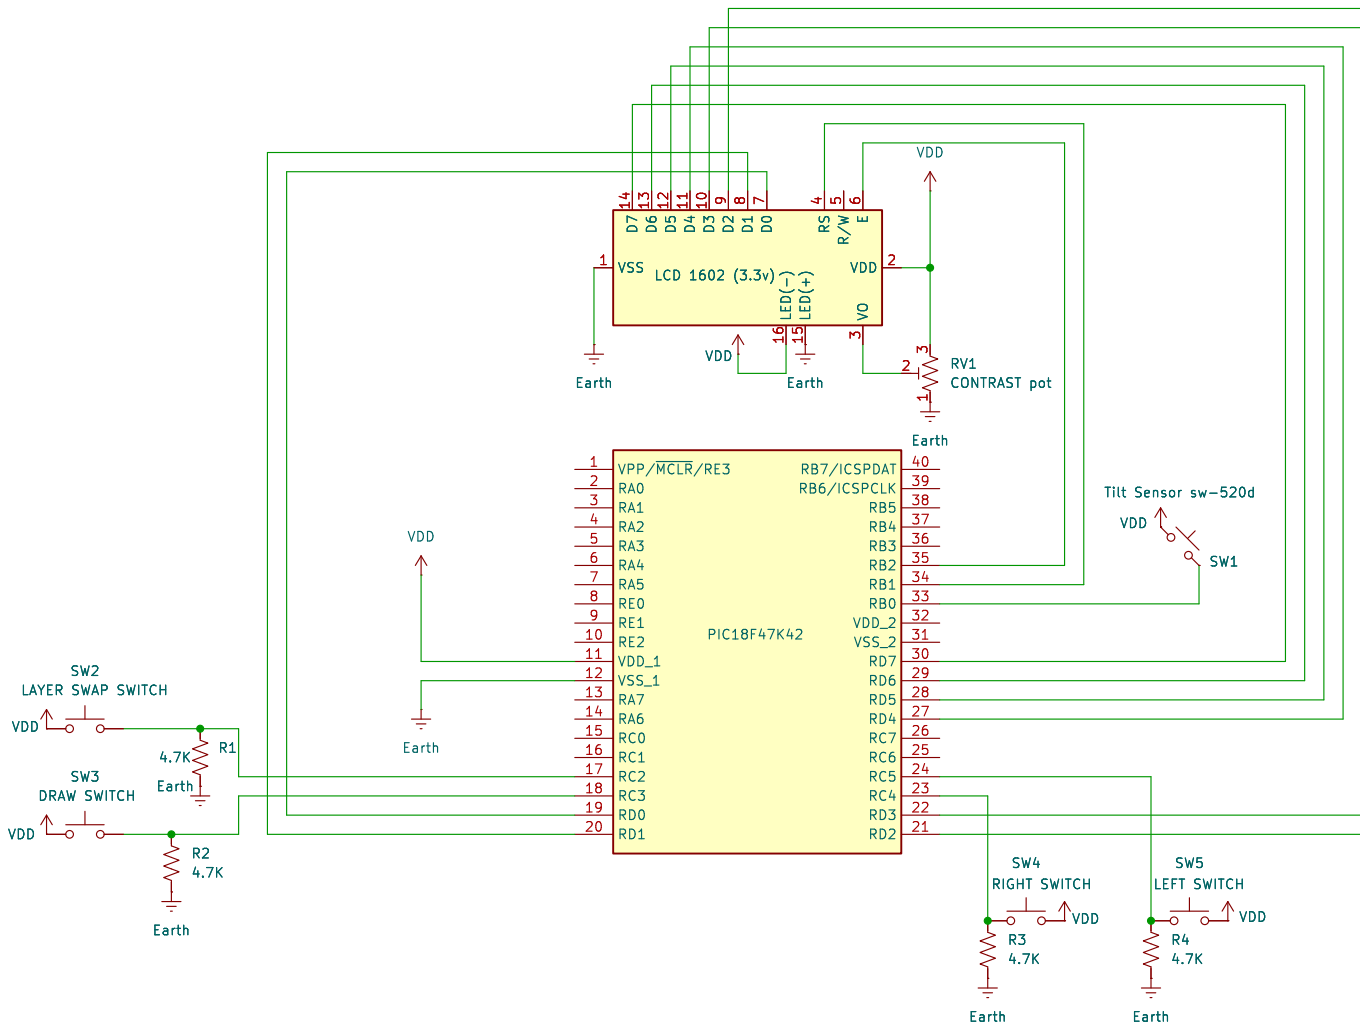 VDD
14
13
12
11
10
9
8
7
4
5
6
D7
D6
D5
D4
D3
D2
D1
D0
RS
R/W
E
1
VSS
LCD 1602 (3.3v)
LED(-)
LED(+)
VDD
2
VO
16
15
3
VDD
Earth
Earth
3
2
1
RV1
CONTRAST pot
Earth
1 VPP/MCLR/RE3
2 RA0
3 RA1
4 RA2
5 RA3
6 RA4
7 RA5
8 RE0
9 RE1
10 RE2
11 VDD_1
12 VSS_1
13 RA7
14 RA6
15 RC0
16 RC1
17 RC2
18 RC3
19 RD0
20 RD1
PIC18F47K42
RB7/ICSPDAT 40
RB6/ICSPCLK 39
RB5 38
RB4 37
RB3 36
RB2 35
RB1 34
RB0 33
VDD_2 32
VSS_2 31
RD7 30
RD6 29
RD5 28
RD4 27
RC7 26
RC6 25
RC5 24
RC4 23
RD3 22
RD2 21
Tilt Sensor sw-520d
VDD
SW1
VDD
Earth
SW2
LAYER SWAP SWITCH
VDD
R1
4.7K
Earth
SW3
DRAW SWITCH
VDD
R2
4.7K
Earth
SW4
RIGHT SWITCH
VDD
R3
4.7K
Earth
SW5
LEFT SWITCH
VDD
R4
4.7K
Earth